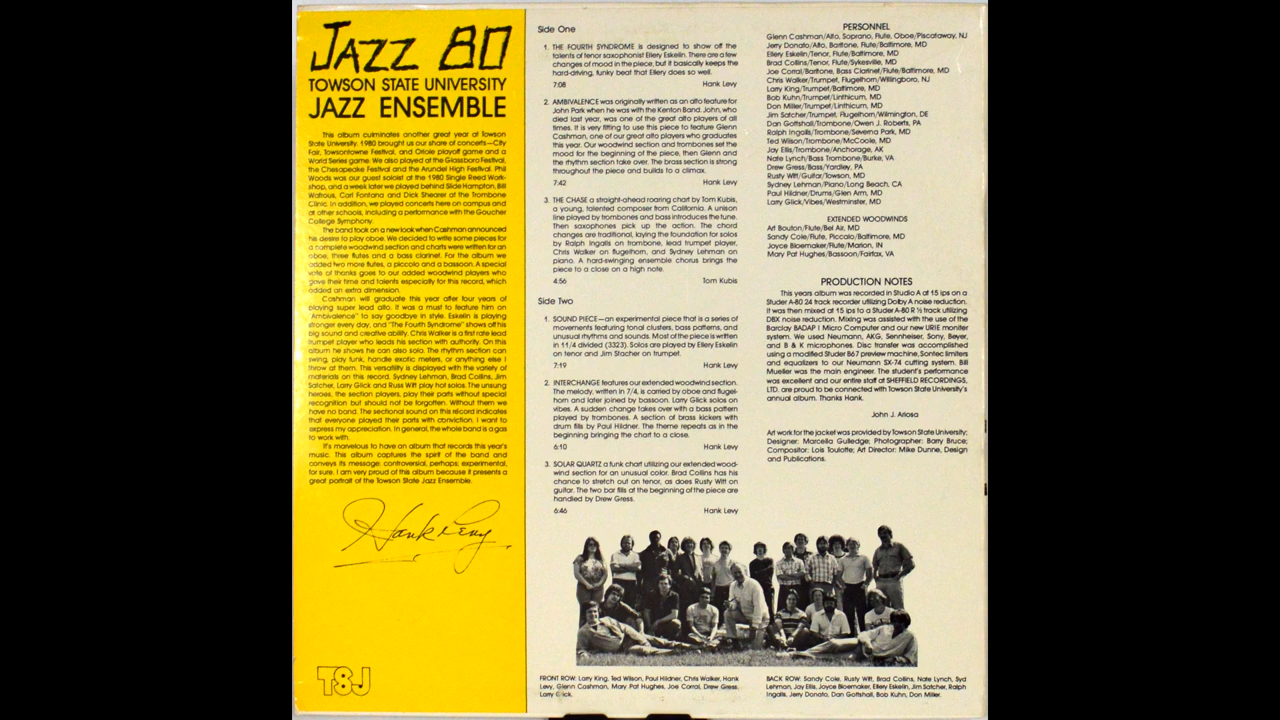 JAZZ 80
TOWSON STATE UNIVERSITY
JAZZ ENSEMBLE
This album culminates another great year at Towson
State University. 1980 brought us our share of concerts—City
Fair, Towsontowne Festival, and Oriole playoff game and a
World Series game. We also played at the Glassboro Festival,
the Chesapeake Festival and the Arundel High Festival. Phil
Woods was our guest soloist at the 1980 Single Reed Work-
shop, and a week later we played behind Slide Hampton, Bill
Watrous, Carl Fontana and Dick Shearer at the Trombone
Clinic. In addition, we played concerts here on campus and
at other schools, including a performance with the Goucher
College Symphony.
The band took on a new look when Cashman announced
his desire to play oboe. We decided to write some pieces for
a complete woodwind section and charts were written for an
oboe, three flutes and a bass clarinet. For the album we
added two more flutes, a piccolo and a bassoon. A special
vote of thanks goes to our added woodwind players who
gave their time and talents especially for this record, which
added an extra dimension.
Cashman will graduate this year after four years of
playing super lead alto. It was a must to feature him on
"Ambivalence" to say goodbye in style. Eskelin is playing
stronger every day, and "The Fourth Syndrome" shows off his
big sound and creative ability. Chris Walker is a first rate lead
trumpet player who leads his section with authority. On this
album he shows he can also solo. The rhythm section can
swing, play funk, handle exotic meters, or anything else I
throw at them. This versatility is displayed with the variety of
materials on this record. Sydney Lehman, Brad Collins, Jim
Satcher, Larry Glick and Russ Witt play hot solos. The unsung
heroes, the section players, play their parts without special
recognition but should not be forgotten. Without them we
have no band. The sectional sound on this record indicates
that everyone played their parts with conviction. I want to
express my appreciation. In general, the whole band is a gas
to work with.
It's marvelous to have an album that records this year's
music. This album captures the spirit of the band and
conveys its message; controversial, perhaps; experimental,
for sure. I am very proud of this album because it presents a
great portrait of the Towson State Jazz Ensemble.
Hank Levy
TSJ
Side One
1. THE FOURTH SYNDROME is designed to show off the
talents of tenor saxophonist Ellery Eskelin. There are a few
changes of mood in the piece, but it basically keeps the
hard-driving, funky beat that Ellery does so well.
7:08 Hank Levy
2. AMBIVALENCE was originally written as an alto feature for
John Park when he was with the Kenton Band. John, who
died last year, was one of the great alto players of all
times. It is very fitting to use this piece to feature Glenn
Cashman, one of our great alto players who graduates
this year. Our woodwind section and trombones set the
mood for the beginning of the piece, then Glenn and
the rhythm section take over. The brass section is strong
throughout the piece and builds to a climax.
7:42 Hank Levy
3. THE CHASE a straight-ahead roaring chart by Tom Kubis,
a young, talented composer from California. A unison
line played by trombones and bass introduces the tune.
Then saxophones pick up the action. The chord
changes are traditional, laying the foundation for solos
by Ralph Ingalls on trombone, lead trumpet player,
Chris Walker on flugelhorn, and Sydney Lehman on
piano. A hard-swinging ensemble chorus brings the
piece to a close on a high note.
4:56 Tom Kubis
Side Two
1. SOUND PIECE—an experimental piece that is a series of
movements featuring tonal clusters, bass patterns, and
unusual rhythms and sounds. Most of the piece is written
in 11/4 divided (3323). Solos are played by Ellery Eskelin
on tenor and Jim Stacher on trumpet.
7:19 Hank Levy
2. INTERCHANGE features our extended woodwind section.
The melody, written in 7/4, is carried by oboe and flugel-
horn and later joined by bassoon. Larry Glick solos on
vibes. A sudden change takes over with a bass pattern
played by trombones. A section of brass kickers with
drum fills by Paul Hildner. The theme repeats as in the
beginning bringing the chart to a close.
6:10 Hank Levy
3. SOLAR QUARTZ a funk chart utilizing our extended wood-
wind section for an unusual color. Brad Collins has his
chance to stretch out on tenor, as does Rusty Witt on
guitar. The two bar fills at the beginning of the piece are
handled by Drew Gress.
6:46 Hank Levy
PERSONNEL
Glenn Cashman/Alto, Soprano, Flute, Oboe/Piscataway, NJ
Jerry Donato/Alto, Baritone, Flute/Baltimore, MD
Ellery Eskelin/Tenor, Flute/Baltimore, MD
Brad Collins/Tenor, Flute/Sykesville, MD
Joe Corral/Baritone, Bass Clarinet/Flute/Baltimore, MD
Chris Walker/Trumpet, Flugelhorn/Willingboro, NJ
Larry King/Trumpet/Baltimore, MD
Bob Kuhn/Trumpet/Linthicum, MD
Don Miller/Trumpet/Linthicum, MD
Jim Satcher/Trumpet, Flugelhorn/Wilmington, DE
Dan Gottshall/Trombone/Owen J. Roberts, PA
Ralph Ingalls/Trombone/Severna Park, MD
Ted Wilson/Trombone/McCoole, MD
Jay Ellis/Trombone/Anchorage, AK
Nate Lynch/Bass Trombone/Burke, VA
Drew Gress/Bass/Yardley, PA
Rusty Witt/Guitar/Towson, MD
Sydney Lehman/Piano/Long Beach, CA
Paul Hildner/Drums/Glen Arm, MD
Larry Glick/Vibes/Westminster, MD
EXTENDED WOODWINDS
Art Bouton/Flute/Bel Air, MD
Sandy Cole/Flute, Piccolo/Baltimore, MD
Joyce Bloemaker/Flute/Marion, IN
Mary Pat Hughes/Bassoon/Fairfax, VA
PRODUCTION NOTES
This years album was recorded in Studio A at 15 ips on a
Studer A-80 24 track recorder utilizing Dolby A noise reduction.
It was then mixed at 15 ips to a Studer A-80 R ½ track utilizing
DBX noise reduction. Mixing was assisted with the use of the
Barclay BADAP I Micro Computer and our new URIE moniter
system. We used Neumann, AKG, Sennheiser, Sony, Beyer,
and B & K microphones. Disc transfer was accomplished
using a modified Studer B67 preview machine, Sontec limiters
and equalizers to our Neumann SX-74 cutting system. Bill
Mueller was the main engineer. The student's performance
was excellent and our entire staff at SHEFFIELD RECORDINGS,
LTD. are proud to be connected with Towson State University's
annual album. Thanks Hank.
John J. Ariosa
Art work for the jacket was provided by Towson State University;
Designer: Marcella Gulledge; Photographer: Barry Bruce;
Compositor: Lois Toulotte; Art Director: Mike Dunne, Design
and Publications.
FRONT ROW: Larry King, Ted Wilson, Paul Hildner, Chris Walker, Hank
Levy, Glenn Cashman, Mary Pat Hughes, Joe Corral, Drew Gress,
Larry Glick.
BACK ROW: Sandy Cole, Rusty Witt, Brad Collins, Nate Lynch, Syd
Lehman, Jay Ellis, Joyce Bloemaker, Ellery Eskelin, Jim Satcher, Ralph
Ingalls, Jerry Donato, Dan Gottshall, Bob Kuhn, Don Miller.